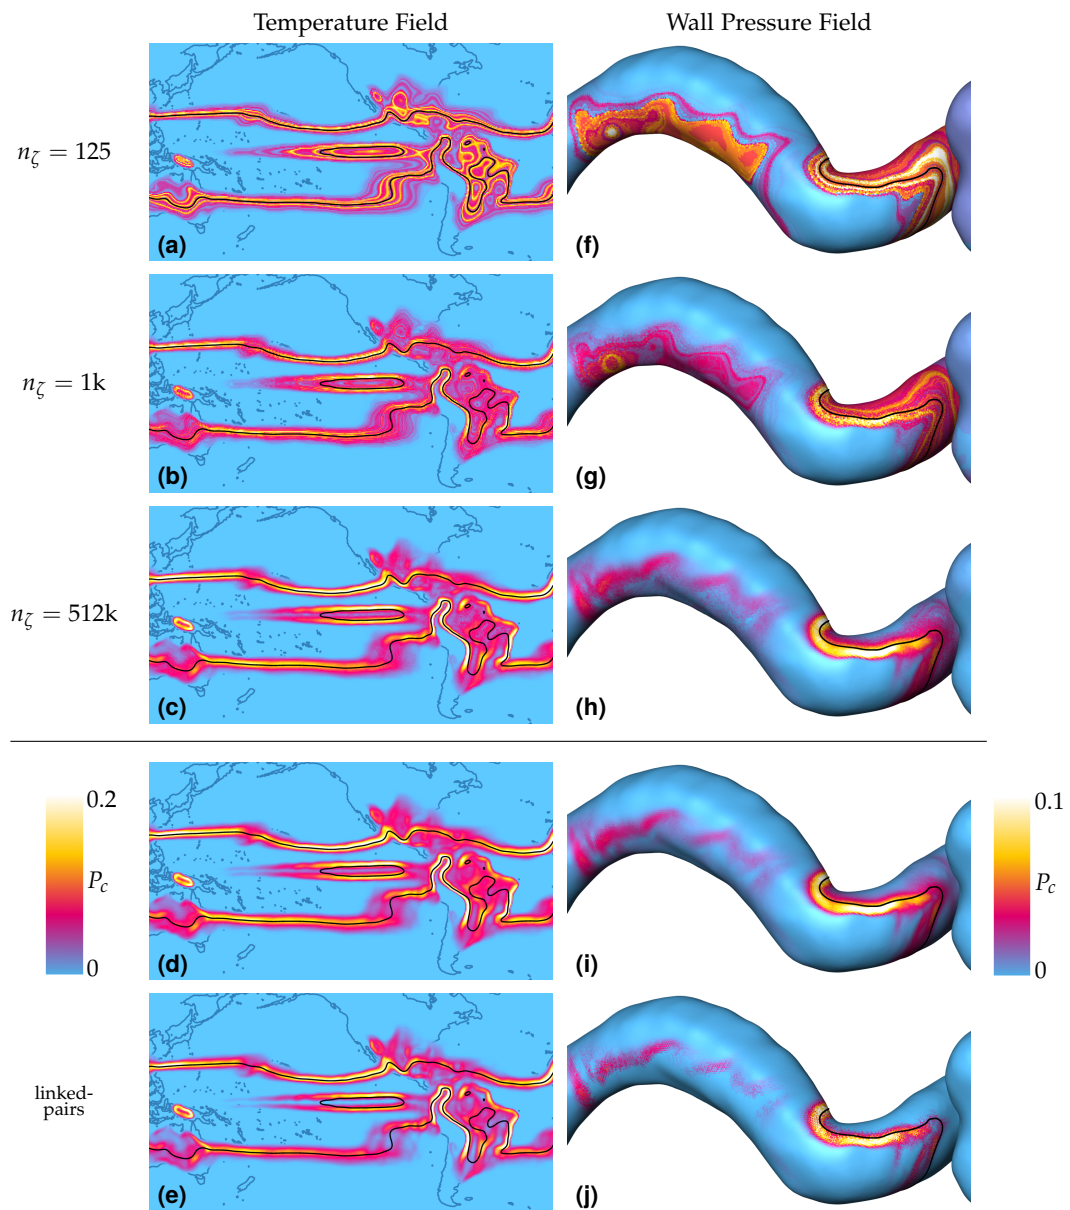 Temperature Field
Wall Pressure Field
nζ = 125
(a)
(f)
nζ = 1k
(b)
(g)
nζ = 512k
(c)
(h)
0.2
Pc
0
(d)
(i)
0.1
Pc
0
linked-
pairs
(e)
(j)